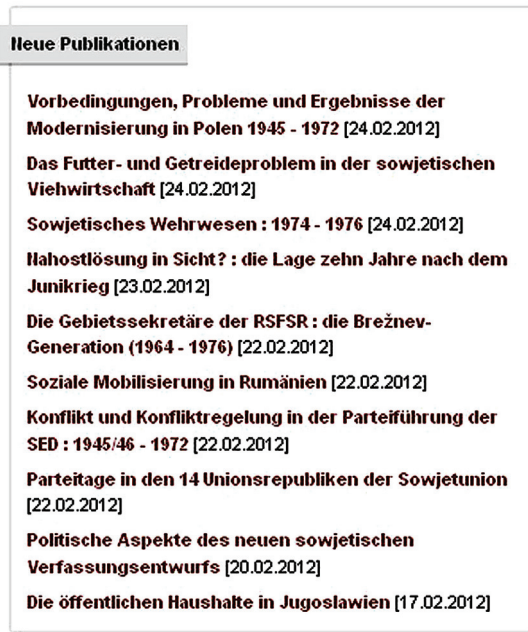 Neue Publikationen
Vorbedingungen, Probleme und Ergebnisse der
Modernisierung in Polen 1945 - 1972 [24.02.2012]
Das Futter- und Getreideproblem in der sowjetischen
Viehwirtschaft [24.02.2012]
Sowjetisches Wehrwesen : 1974 - 1976 [24.02.2012]
Nahostlösung in Sicht? : die Lage zehn Jahre nach dem
Junikrieg [23.02.2012]
Die Gebietssekretäre der RSFSR : die Brežnev-
Generation (1964 - 1976) [22.02.2012]
Soziale Mobilisierung in Rumänien [22.02.2012]
Konflikt und Konfliktregelung in der Parteiführung der
SED : 1945/46 - 1972 [22.02.2012]
Parteitage in den 14 Unionsrepubliken der Sowjetunion
[22.02.2012]
Politische Aspekte des neuen sowjetischen
Verfassungsentwurfs [20.02.2012]
Die öffentlichen Haushalte in Jugoslawien [17.02.2012]